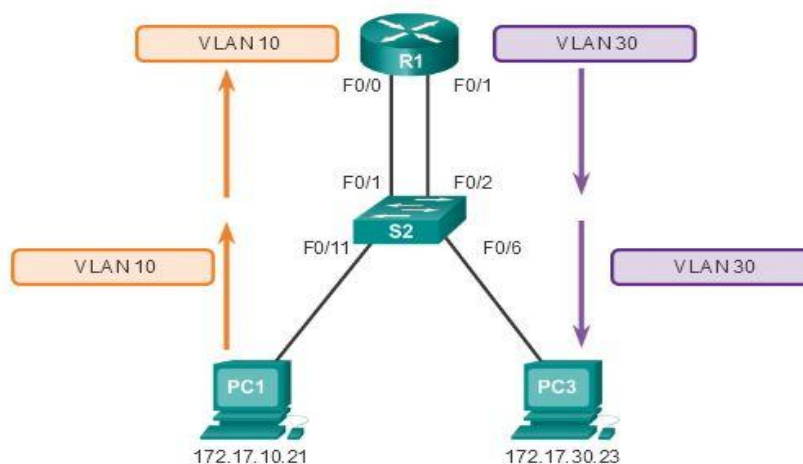 VLAN 10
VLAN 30
R1
F0/0
F0/1
F0/1
F0/2
S2
F0/11
F0/6
VLAN 10
VLAN 30
PC1
PC3
172.17.10.21
172.17.30.23